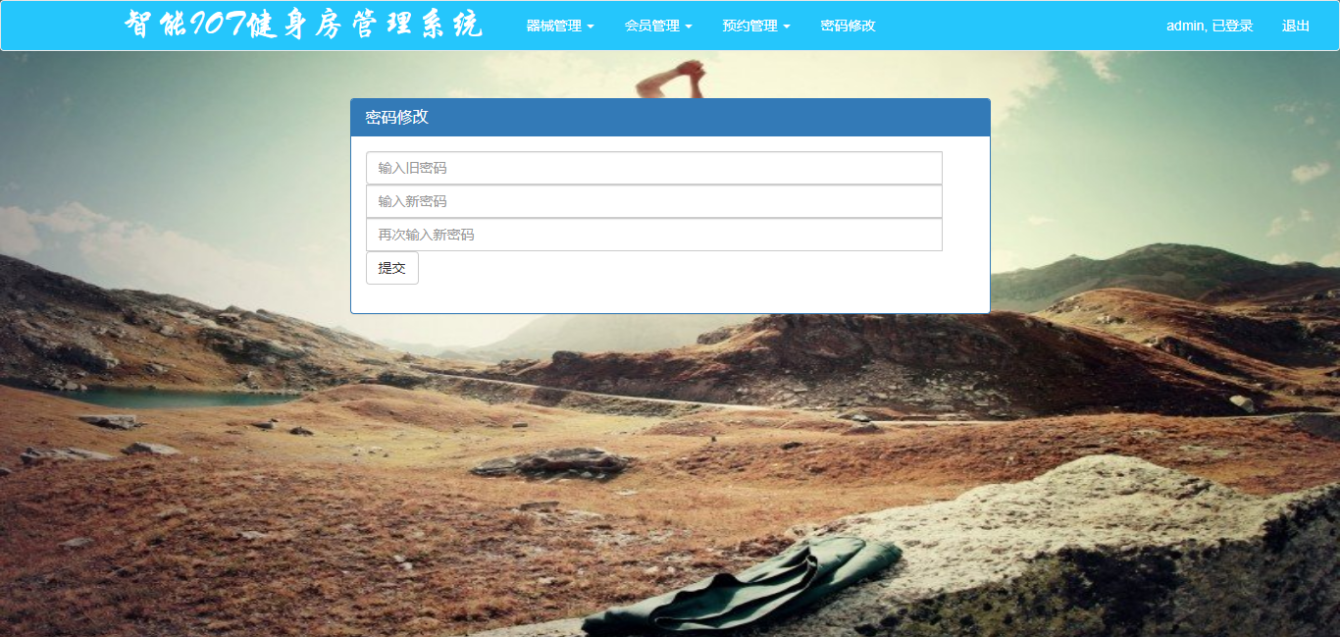 智能IOT健身房管理系统 器械管理 会员管理 预约管理 密码修改 admin, 已登录 退出
密码修改
输入旧密码
输入新密码
再次输入新密码
提交